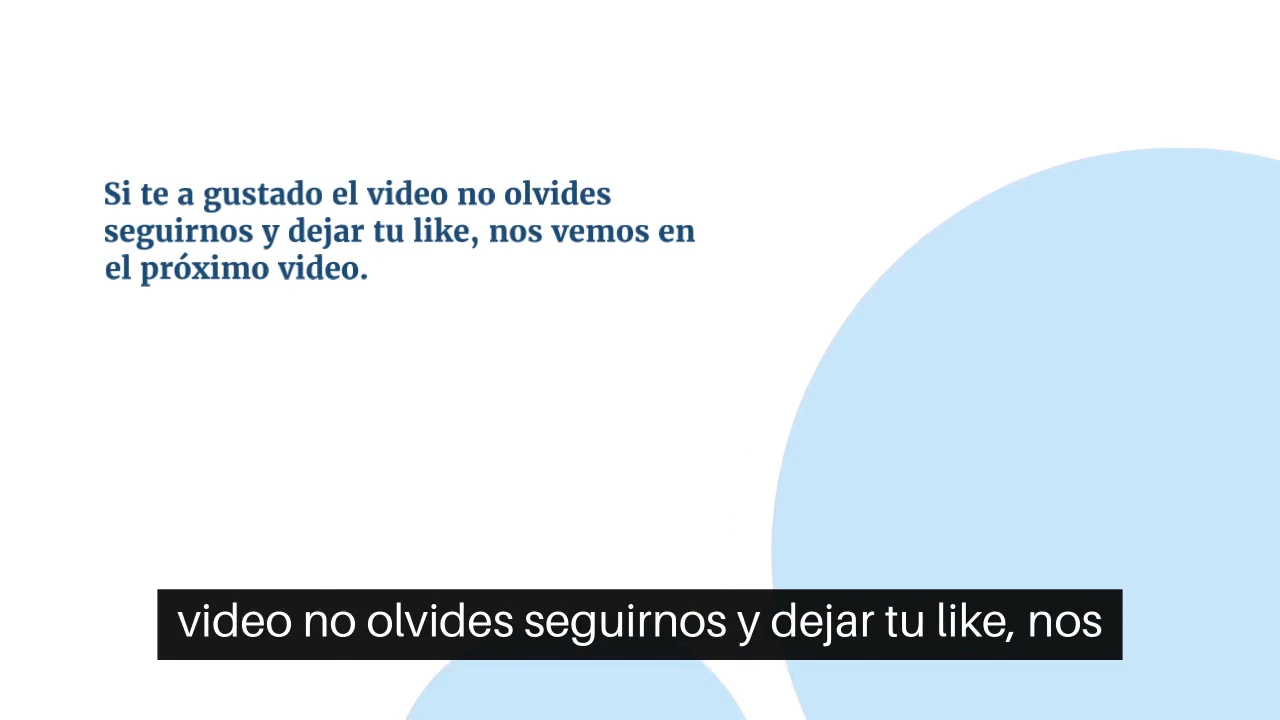 Si te a gustado el video no olvides
seguirnos y dejar tu like, nos vemos en
el próximo video.
video no olvides seguirnos y dejar tu like, nos